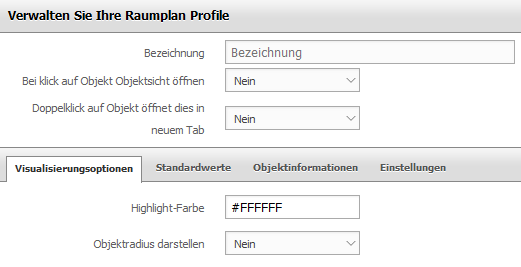 Verwalten Sie Ihre Raumplan Profile
Bezeichnung Bezeichnung
Bei klick auf Objekt Objektsicht öffnen Nein
Doppelklick auf Objekt öffnet dies in
neuem Tab Nein
Visualisierungsoptionen Standardwerte Objektinformationen Einstellungen
Highlight-Farbe #FFFFFF
Objektradius darstellen Nein